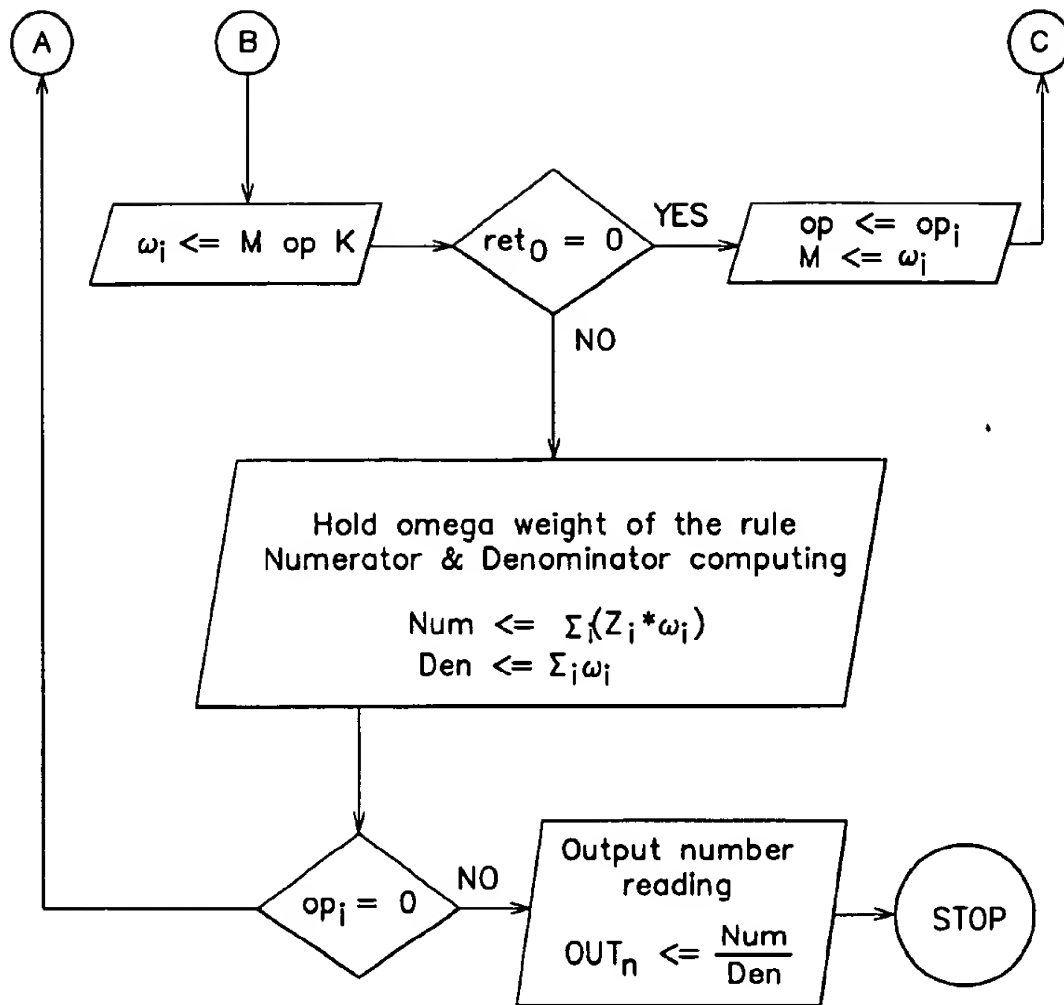 A
B
C
ωi <= M op K
ret0 = 0
YES
op <= opi
M <= ωi
NO
Hold omega weight of the rule
Numerator & Denominator computing
Num <= Σi(Zi*ωi)
Den <= Σiωi
opi = 0
NO
Output number
reading
OUTn <= Num/Den
STOP